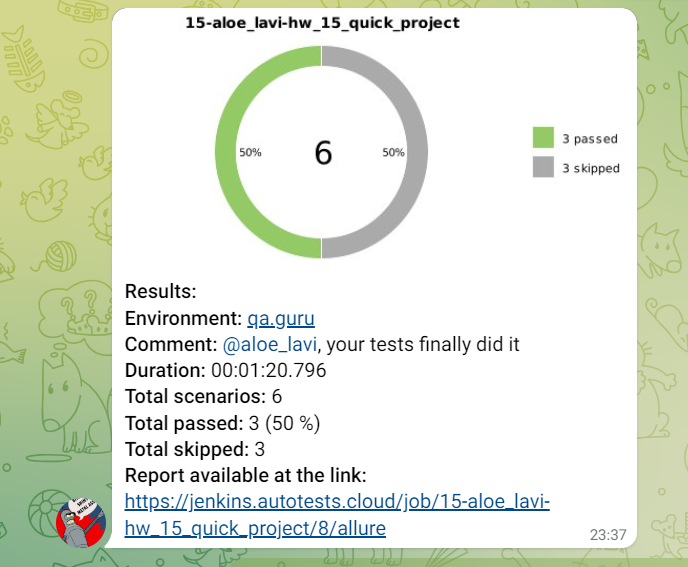 15-aloe_lavi-hw_15_quick_project
50%
6
50%
3 passed
3 skipped
Results:
Environment: qa.guru
Comment: @aloe_lavi, your tests finally did it
Duration: 00:01:20.796
Total scenarios: 6
Total passed: 3 (50 %)
Total skipped: 3
Report available at the link:
https://jenkins.autotests.cloud/job/15-aloe_lavi-
hw_15_quick_project/8/allure
23:37